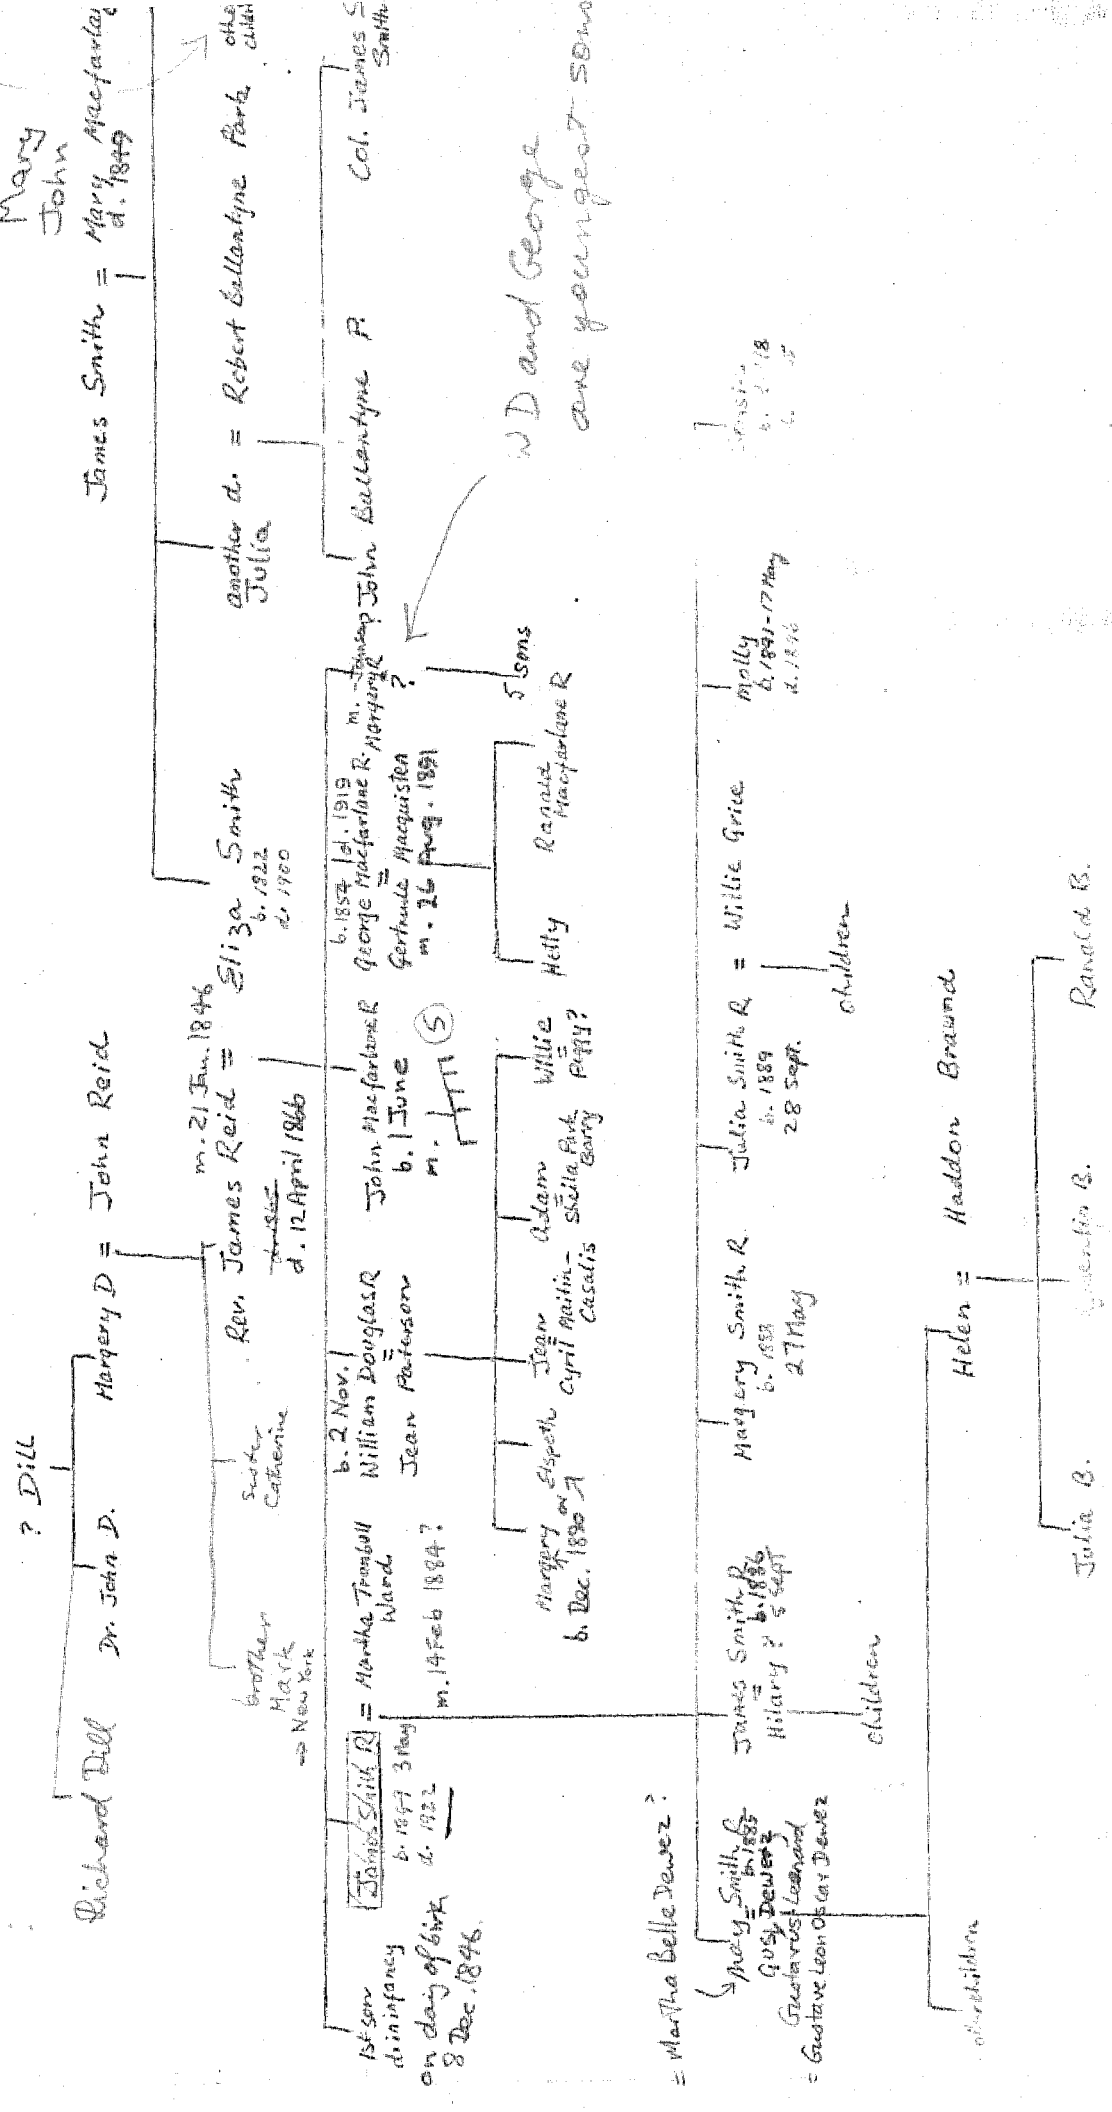 ? Dill
Richard Dill
Dr. John D.
Margery D = John Reid
Mary
John
James Smith = Mary Macfarlane
d. 1849
brother
Mark
→ New York
sister
Catherine
m. 21 Jan. 1846
Rev. James Reid = Eliza Smith
d. 1865
d. 12 April 1866
b. 1822
d. 1900
another d. = Robert Ballantyne Park
Julia
other
1st son
d. in infancy
on day of birth
8 Dec. 1846.
James Smith R = Martha Trumbull
Ward
3 May
d. 1922
m. 14 Feb 1884?
b. 2 Nov.
William Douglas R
=
Jean Paterson
John Macfarlane R
b. 1 June
m.
5
b. 1854 d. 1919
George Macfarlane R.
=
Gertrude Macquisten
m. 26 Aug. 1891
m.
Margery R
?
John Ballantyne P.
Col. James S
Smith
W D and George
are youngest sons
Margery or Elspeth
b. Dec. 1880
Jean
=
Cyril Martin-
Casalis
Adam
=
Sheila Park
Barry
Willie
=
Peggy?
Hetty
Ranald
Macfarlane R
5 sons
= Martha Belle Dewez?
May Smith R
=
b. 1885
Gus Dewez
Gustavus Leonard
= Gustave Leon Oscar Dewez
James Smith R
= b. 1886
Hilary ? 5 Sept
children
Margery Smith R.
b. 1888
27 May
Julia Smith R. = Willie Grice
b. 1889
28 Sept.
children
Molly
b. 1891-17 May
d. 1896
other children
Helen = Haddon Braund
Julia B.
Quentin B.
Ranald B.